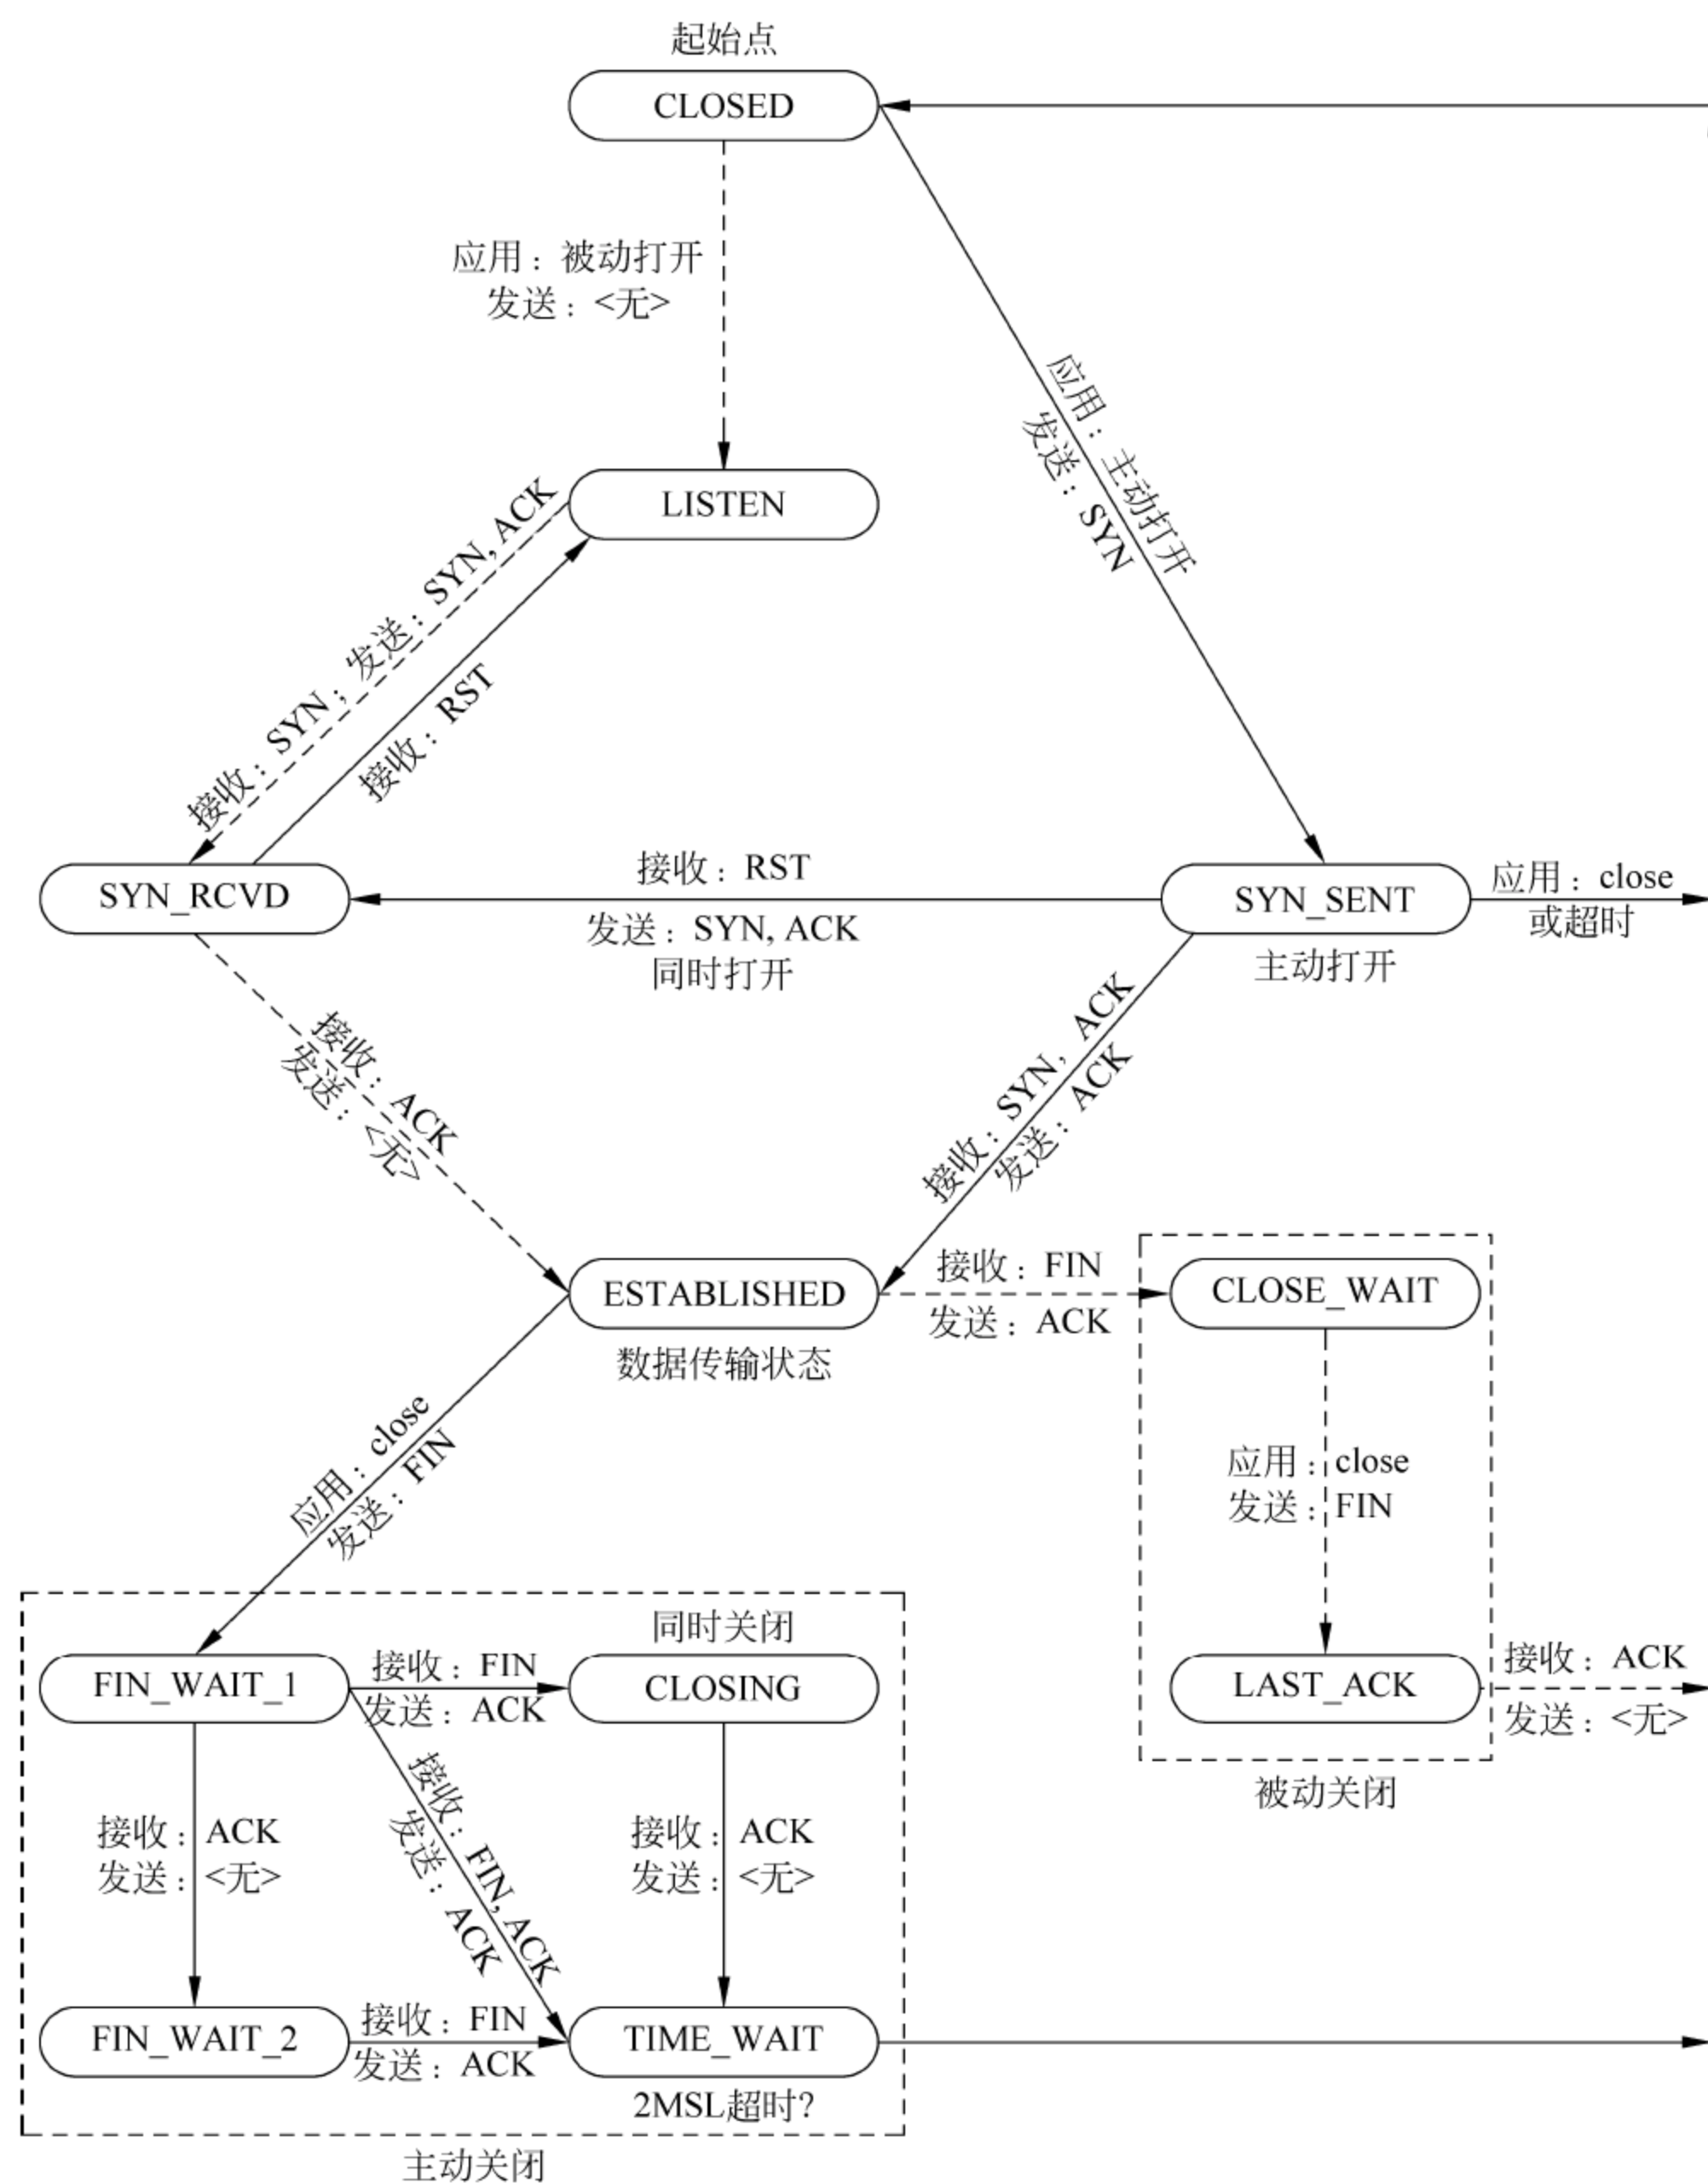 起始点
CLOSED
应用：被动打开
发送：<无>
应用：主动打开
发送：SYN
LISTEN
接收：SYN；发送：SYN, ACK
接收：RST
SYN_RCVD
接收：RST
发送：SYN, ACK
同时打开
SYN_SENT
主动打开
应用：close
或超时
接收：ACK
发送：<无>
接收：SYN, ACK
发送：ACK
ESTABLISHED
数据传输状态
接收：FIN
发送：ACK
CLOSE_WAIT
应用：close
发送：FIN
应用：close
发送：FIN
LAST_ACK
接收：ACK
发送：<无>
被动关闭
同时关闭
FIN_WAIT_1
接收：FIN
发送：ACK
CLOSING
接收：ACK
发送：<无>
接收：FIN, ACK
发送：ACK
接收：ACK
发送：<无>
FIN_WAIT_2
接收：FIN
发送：ACK
TIME_WAIT
2MSL超时?
主动关闭